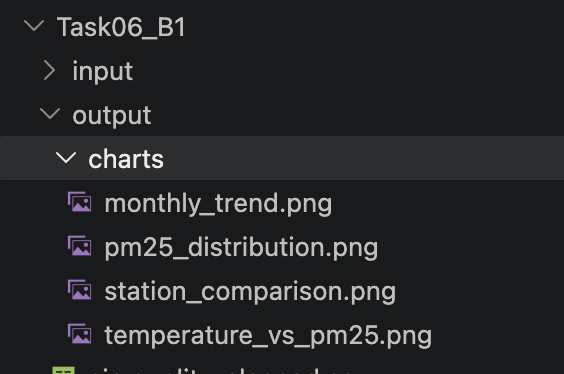 Task06_B1
input
output
charts
monthly_trend.png
pm25_distribution.png
station_comparison.png
temperature_vs_pm25.png